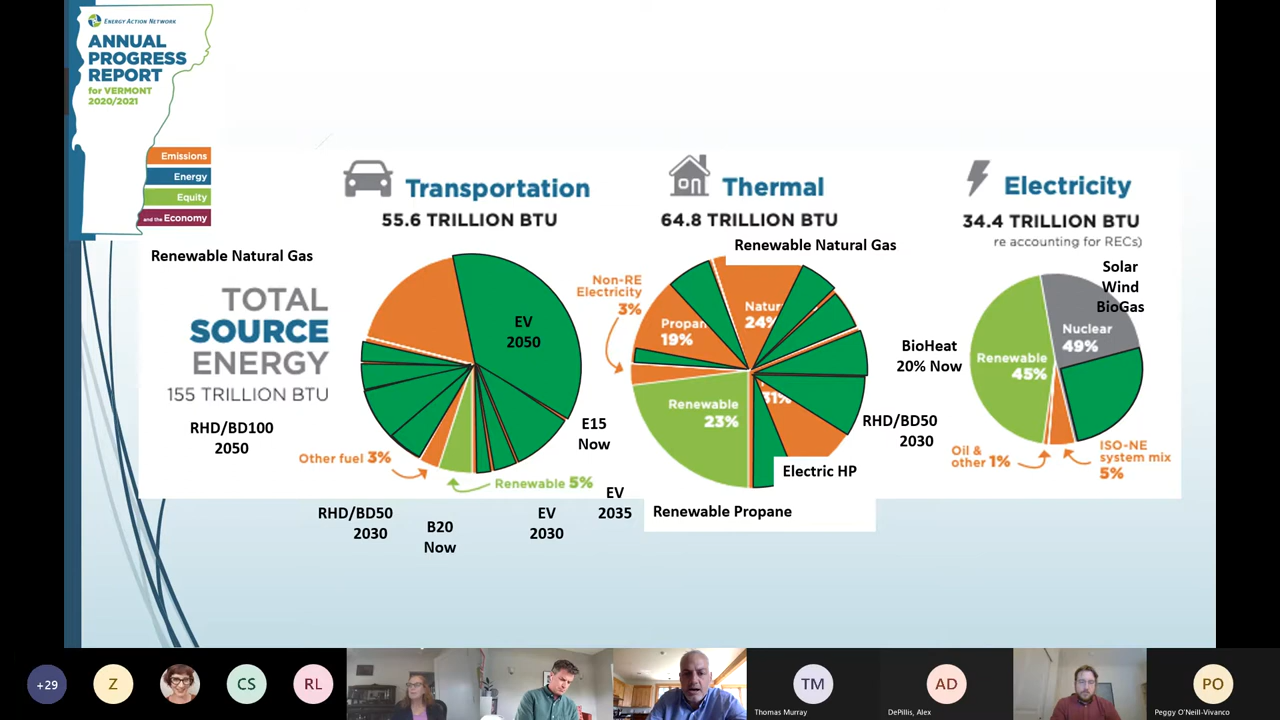 ENERGY ACTION NETWORK
ANNUAL
PROGRESS
REPORT
for VERMONT
2020/2021
Emissions
Energy
Equity
and the Economy
Transportation
55.6 TRILLION BTU
Thermal
64.8 TRILLION BTU
Electricity
34.4 TRILLION BTU
re accounting for RECs)
Renewable Natural Gas
TOTAL
SOURCE
ENERGY
155 TRILLION BTU
RHD/BD100
2050
EV
2050
E15
Now
Other fuel 3%
Renewable 5%
RHD/BD50
2030
B20
Now
EV
2030
EV
2035
Renewable Natural Gas
Non-RE
Electricity
3%
Propan
19%
Natur
24%
Renewable
23%
31%
BioHeat
20% Now
RHD/BD50
2030
Electric HP
Renewable Propane
Solar
Wind
BioGas
Nuclear
49%
Renewable
45%
Oil &
other 1%
ISO-NE
system mix
5%
+29
Z
CS
RL
TM
Thomas Murray
AD
DePillis, Alex
PO
Peggy O'Neill-Vivanco